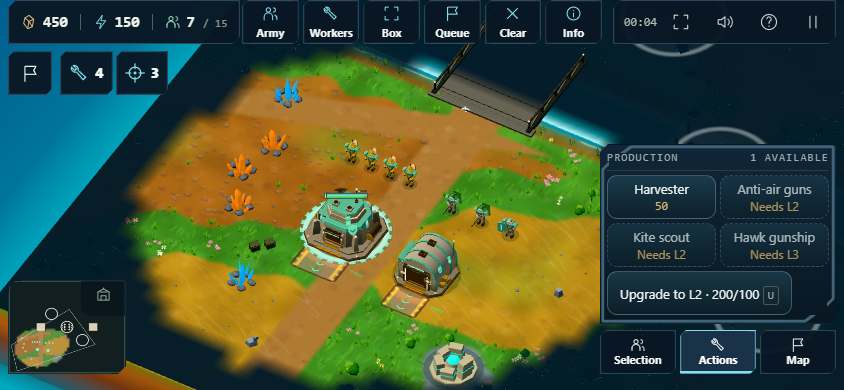 450 150 7 / 15
Army
Workers
Box
Queue
Clear
Info
00:04
4
3
PRODUCTION 1 AVAILABLE
Harvester
50
Anti-air guns
Needs L2
Kite scout
Needs L2
Hawk gunship
Needs L3
Upgrade to L2 · 200/100 U
Selection
Actions
Map